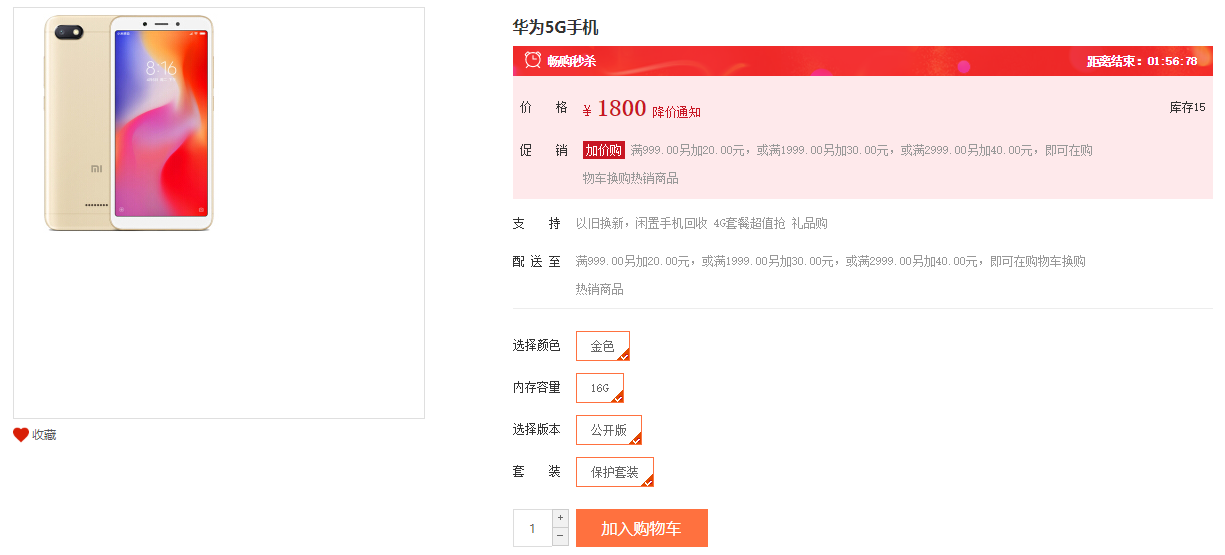 华为5G手机
畅购秒杀 距离结束：01:56:78
价 格 ￥ 1800 降价通知 库存15
促 销 加价购 满999.00另加20.00元，或满1999.00另加30.00元，或满2999.00另加40.00元，即可在购
物车换购热销商品
支 持 以旧换新，闲置手机回收 4G套餐超值抢 礼品购
配 送 至 满999.00另加20.00元，或满1999.00另加30.00元，或满2999.00另加40.00元，即可在购物车换购
热销商品
选择颜色 金色
内存容量 16G
选择版本 公开版
套 装 保护套装
1 + - 加入购物车
8:16
MI
收藏